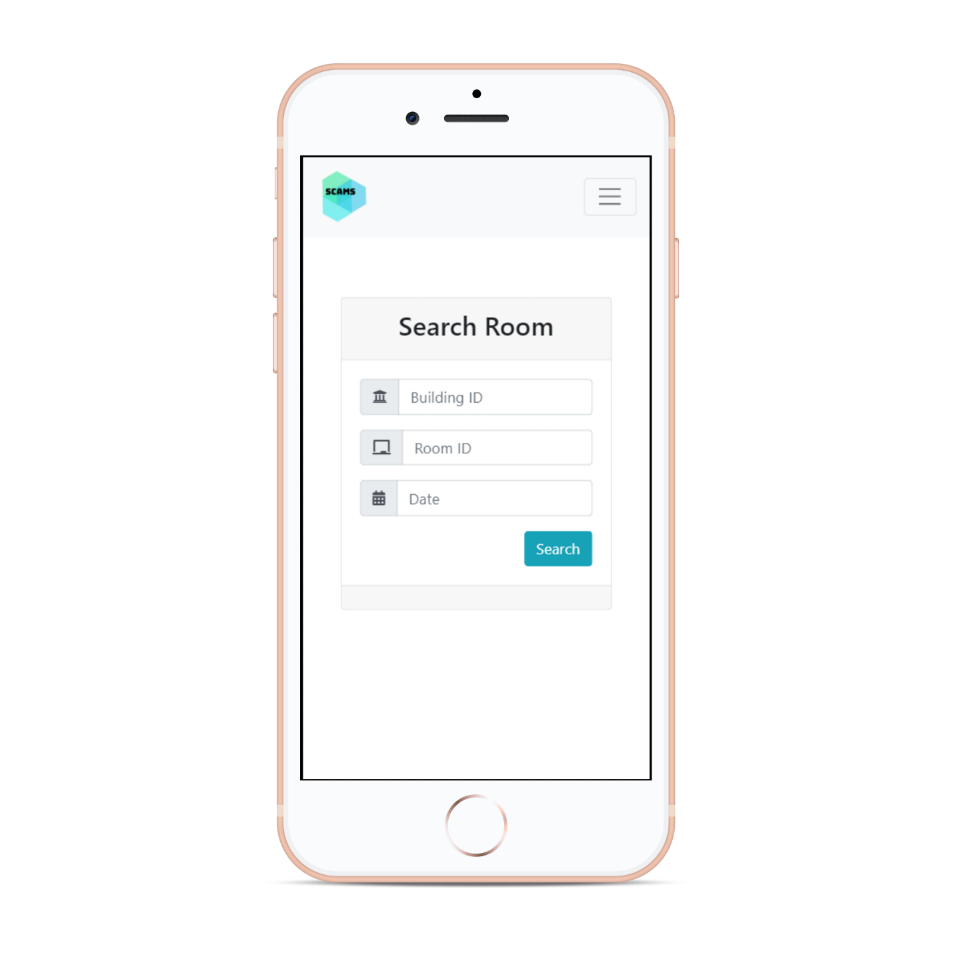 SCAMS
Search Room
Building ID
Room ID
Date
Search